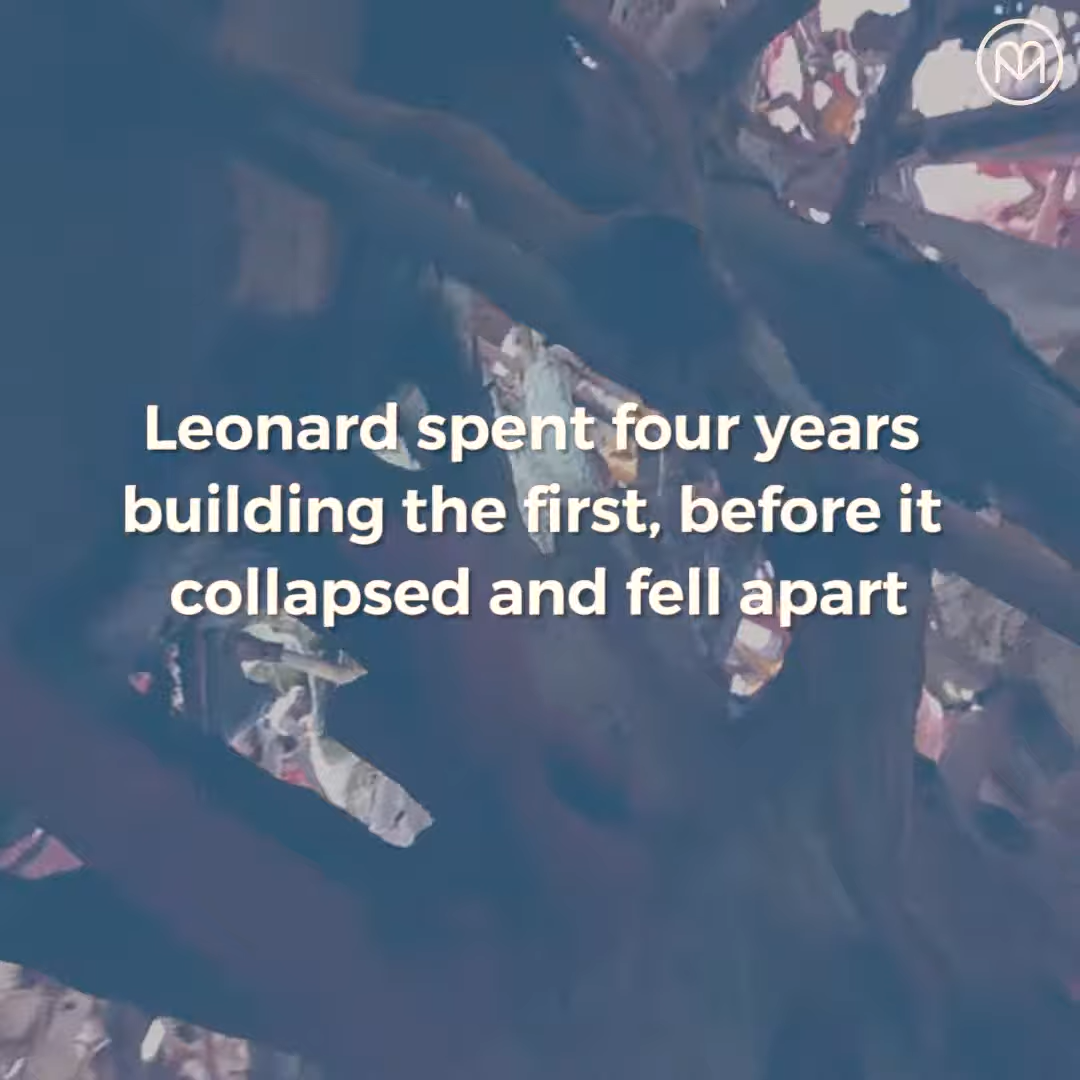 Leonard spent four years
building the first, before it
collapsed and fell apart